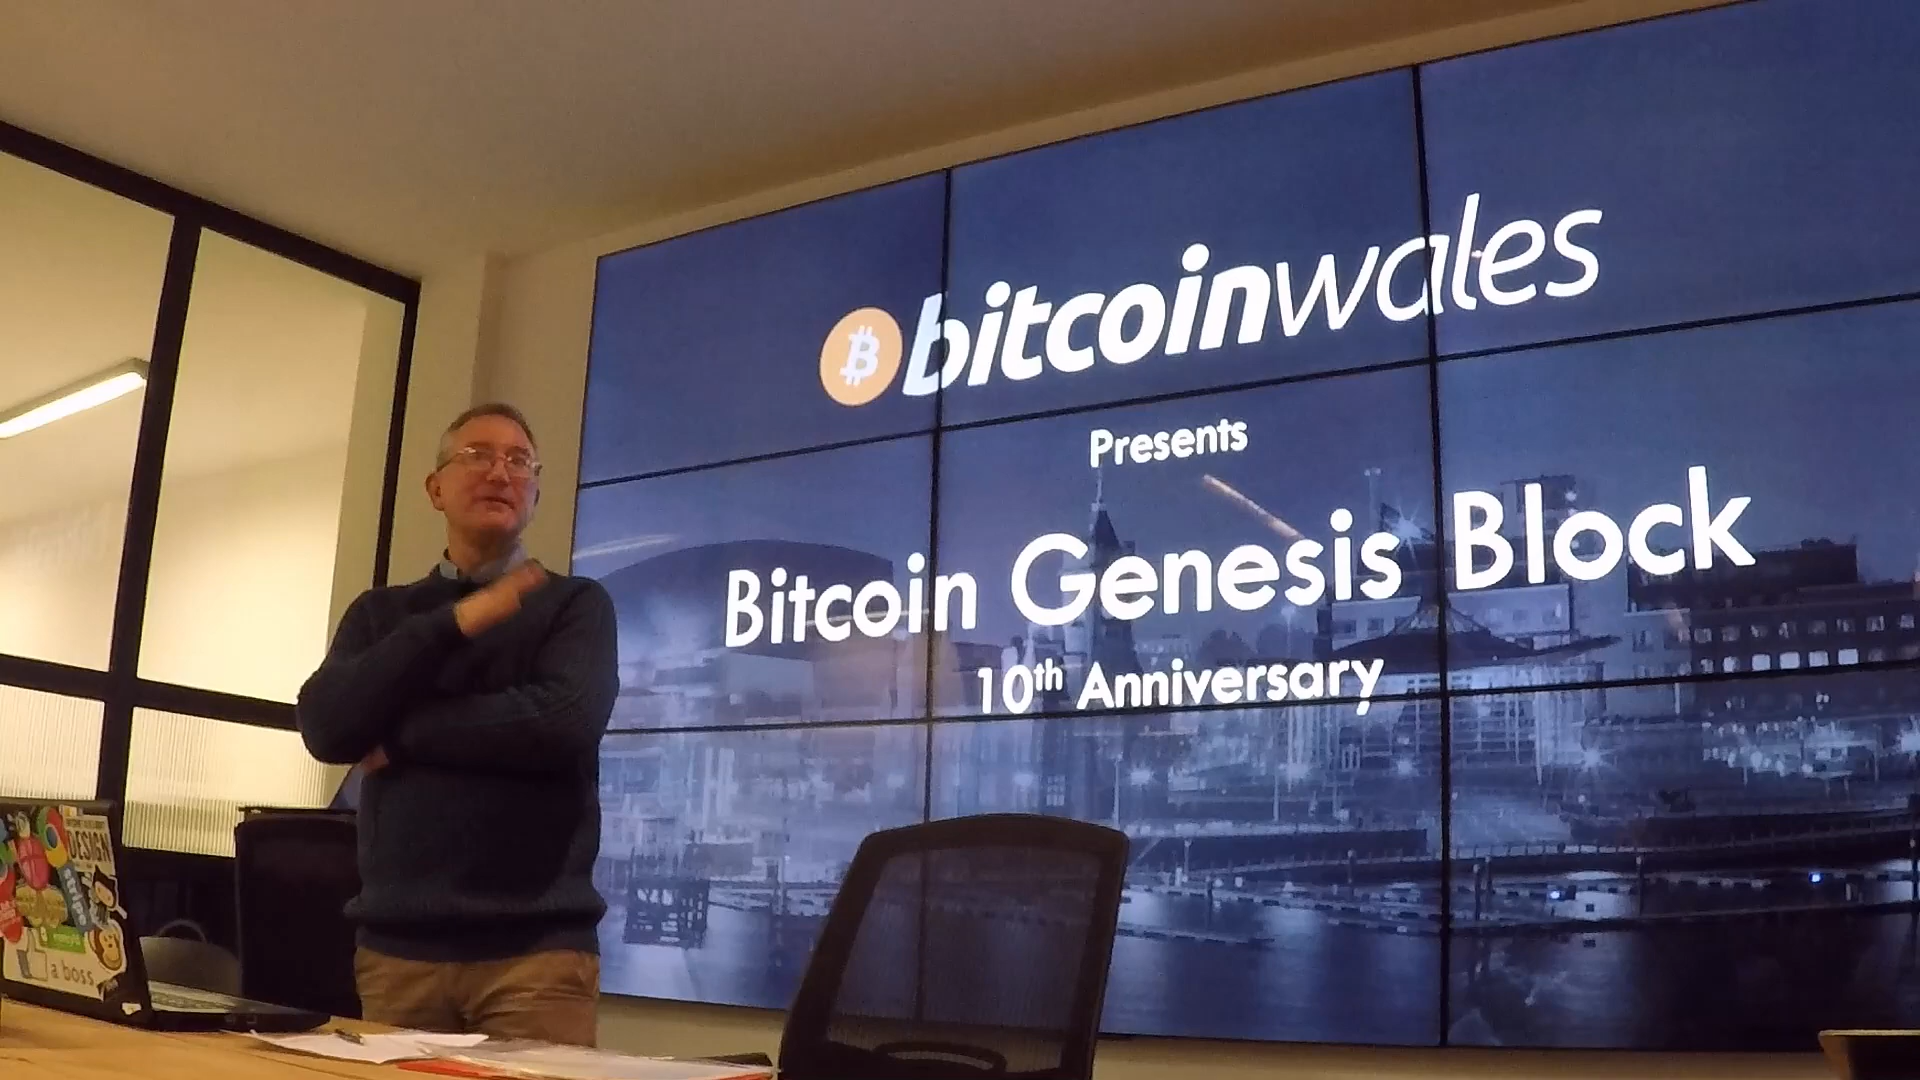 bitcoinwales
Presents
Bitcoin Genesis Block
10th Anniversary
DESIGN
a boss